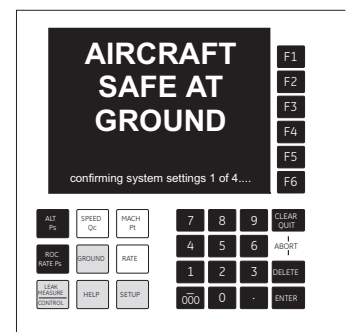 AIRCRAFT
SAFE AT
GROUND
confirming system settings 1 of 4....
F1
F2
F3
F4
F5
F6
ALT
Ps
SPEED
Qc
MACH
Pt
ROC
RATE Ps
GROUND
RATE
LEAK
MEASURE
CONTROL
HELP
SETUP
7
8
9
CLEAR
QUIT
4
5
6
ABORT
1
2
3
DELETE
000
0
.
ENTER